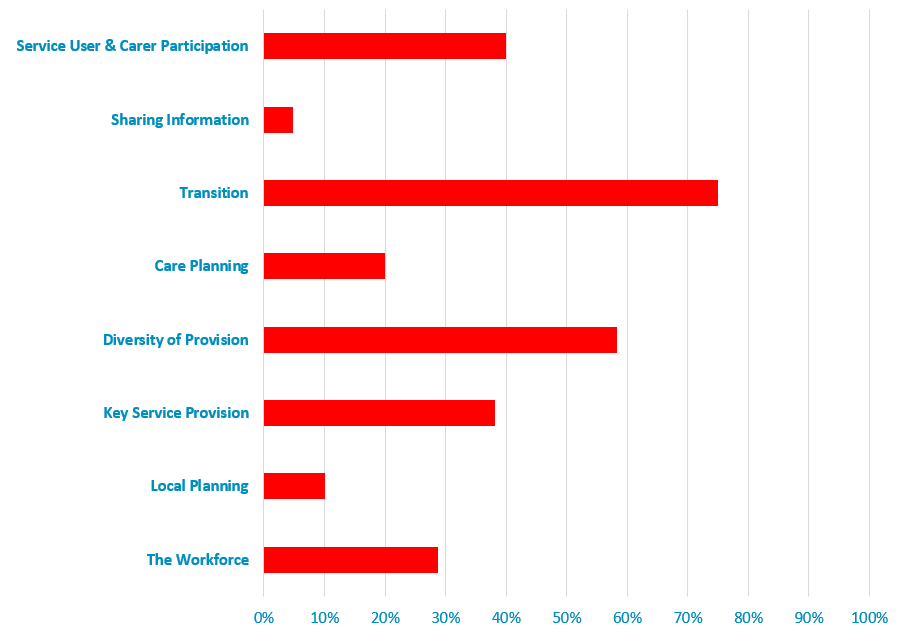 Service User & Carer Participation
Sharing Information
Transition
Care Planning
Diversity of Provision
Key Service Provision
Local Planning
The Workforce
0% 10% 20% 30% 40% 50% 60% 70% 80% 90% 100%